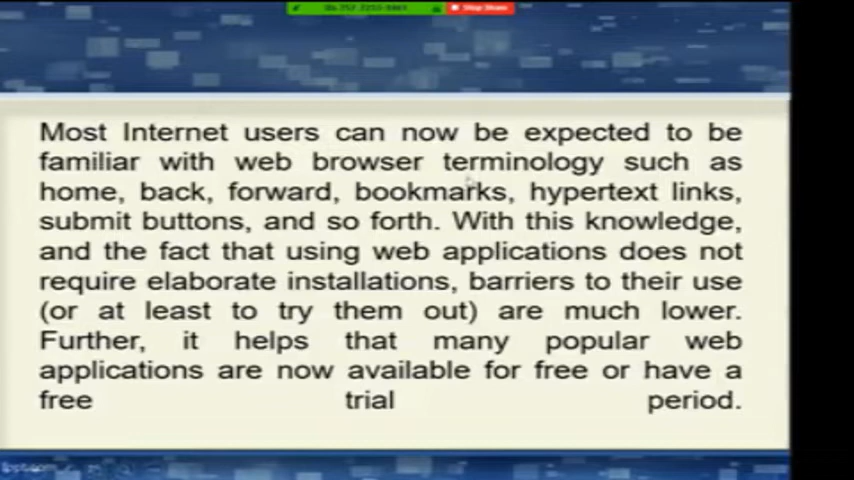 Stop Share
Most Internet users can now be expected to be
familiar with web browser terminology such as
home, back, forward, bookmarks, hypertext links,
submit buttons, and so forth. With this knowledge,
and the fact that using web applications does not
require elaborate installations, barriers to their use
(or at least to try them out) are much lower.
Further, it helps that many popular web
applications are now available for free or have a
free trial period.